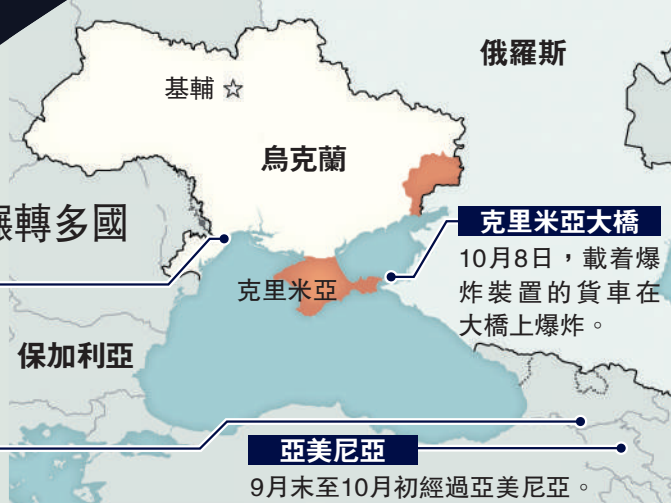 俄羅斯
基輔
烏克蘭
轉多國
克里米亞大橋
10月8日，載着爆
炸裝置的貨車在
大橋上爆炸。
克里米亞
保加利亞
亞美尼亞
9月末至10月初經過亞美尼亞。